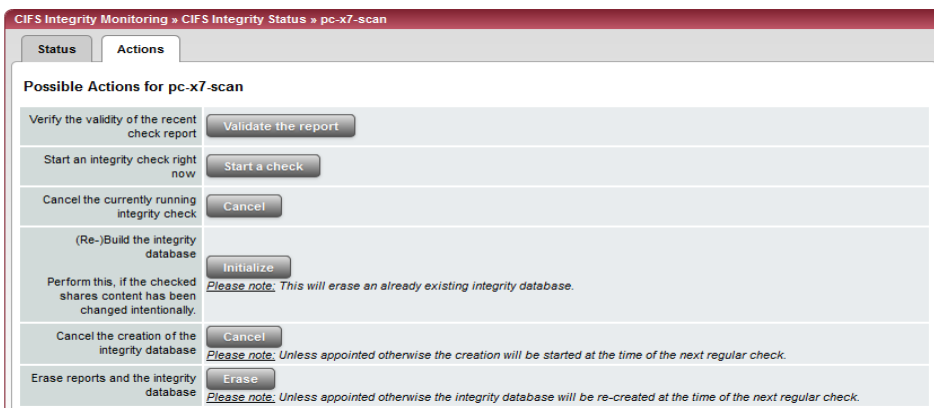 CIFS Integrity Monitoring » CIFS Integrity Status » pc-x7-scan
Status
Actions
Possible Actions for pc-x7-scan
Verify the validity of the recent
check report
Validate the report
Start an integrity check right
now
Start a check
Cancel the currently running
integrity check
Cancel
(Re-)Build the integrity
database
Perform this, if the checked
shares content has been
changed intentionally.
Initialize
Please note: This will erase an already existing integrity database.
Cancel the creation of the
integrity database
Cancel
Please note: Unless appointed otherwise the creation will be started at the time of the next regular check.
Erase reports and the integrity
database
Erase
Please note: Unless appointed otherwise the integrity database will be re-created at the time of the next regular check.